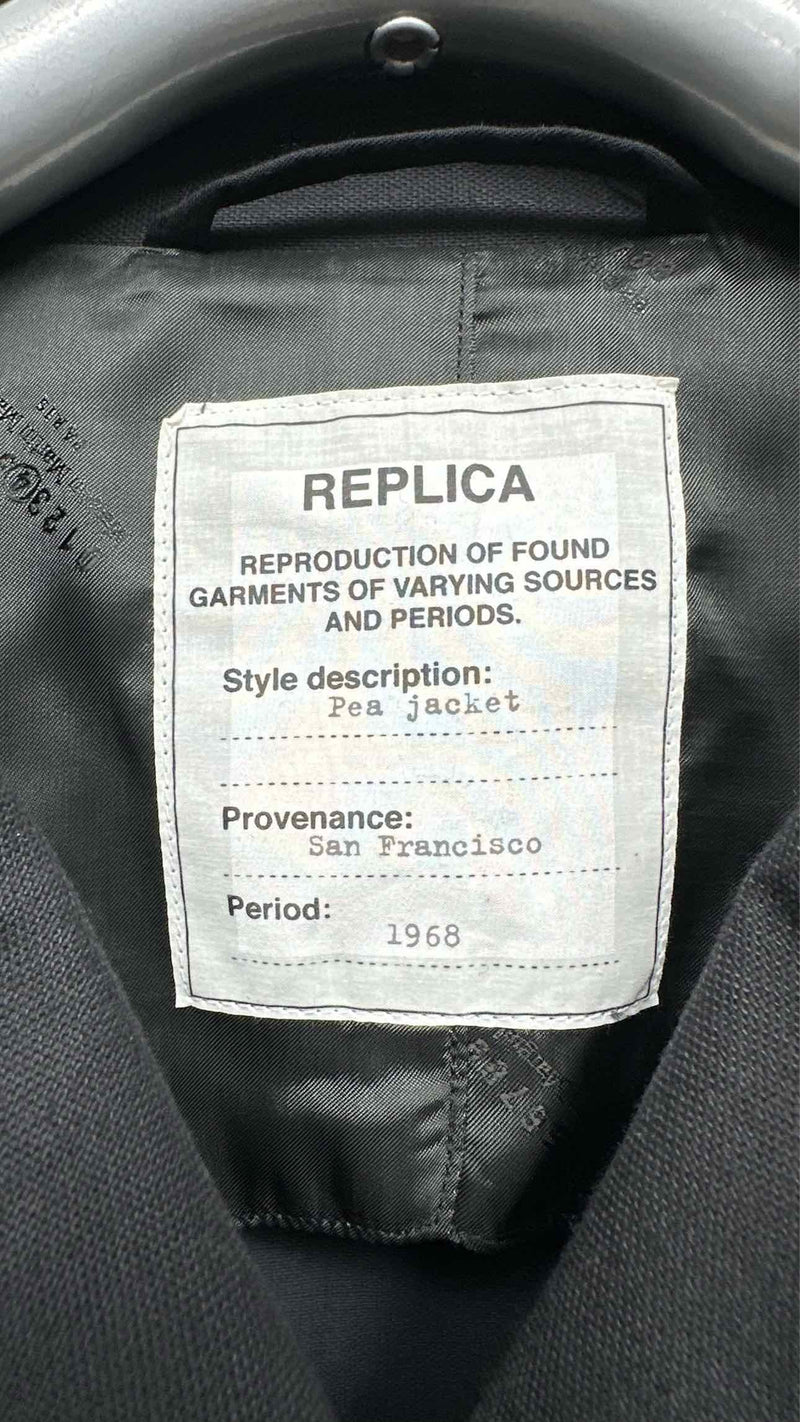 REPLICA
REPRODUCTION OF FOUND
GARMENTS OF VARYING SOURCES
AND PERIODS.
Style description:
Pea jacket
Provenance:
San Francisco
Period:
1968